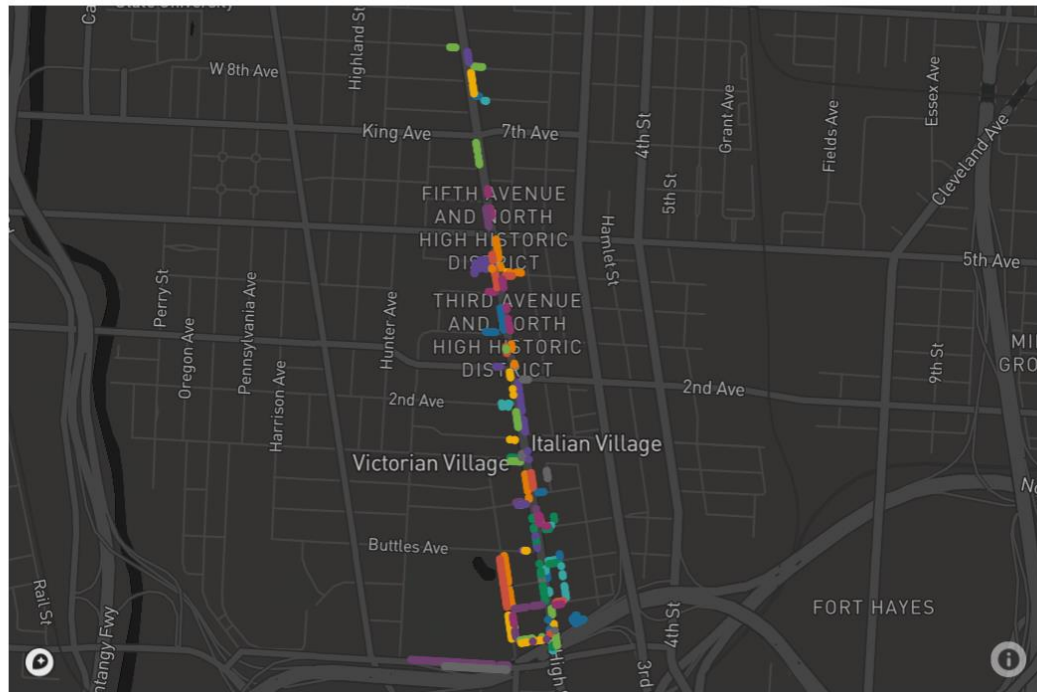 State University
Highland St
W 8th Ave
Essex Ave
Grant Ave
Fields Ave
4th St
King Ave
7th Ave
Cleveland Ave
5th St
FIFTH AVENUE
AND NORTH
HIGH HISTORIC
DISTRICT
Hamlet St
5th Ave
Perry St
Pennsylvania Ave
Oregon Ave
Hunter Ave
THIRD AVENUE
AND NORTH
HIGH HISTORIC
DISTRICT
Harrison Ave
9th St
2nd Ave
2nd Ave
Italian Village
Victorian Village
Buttles Ave
Rail St
FORT HAYES
4th St
3rd
High